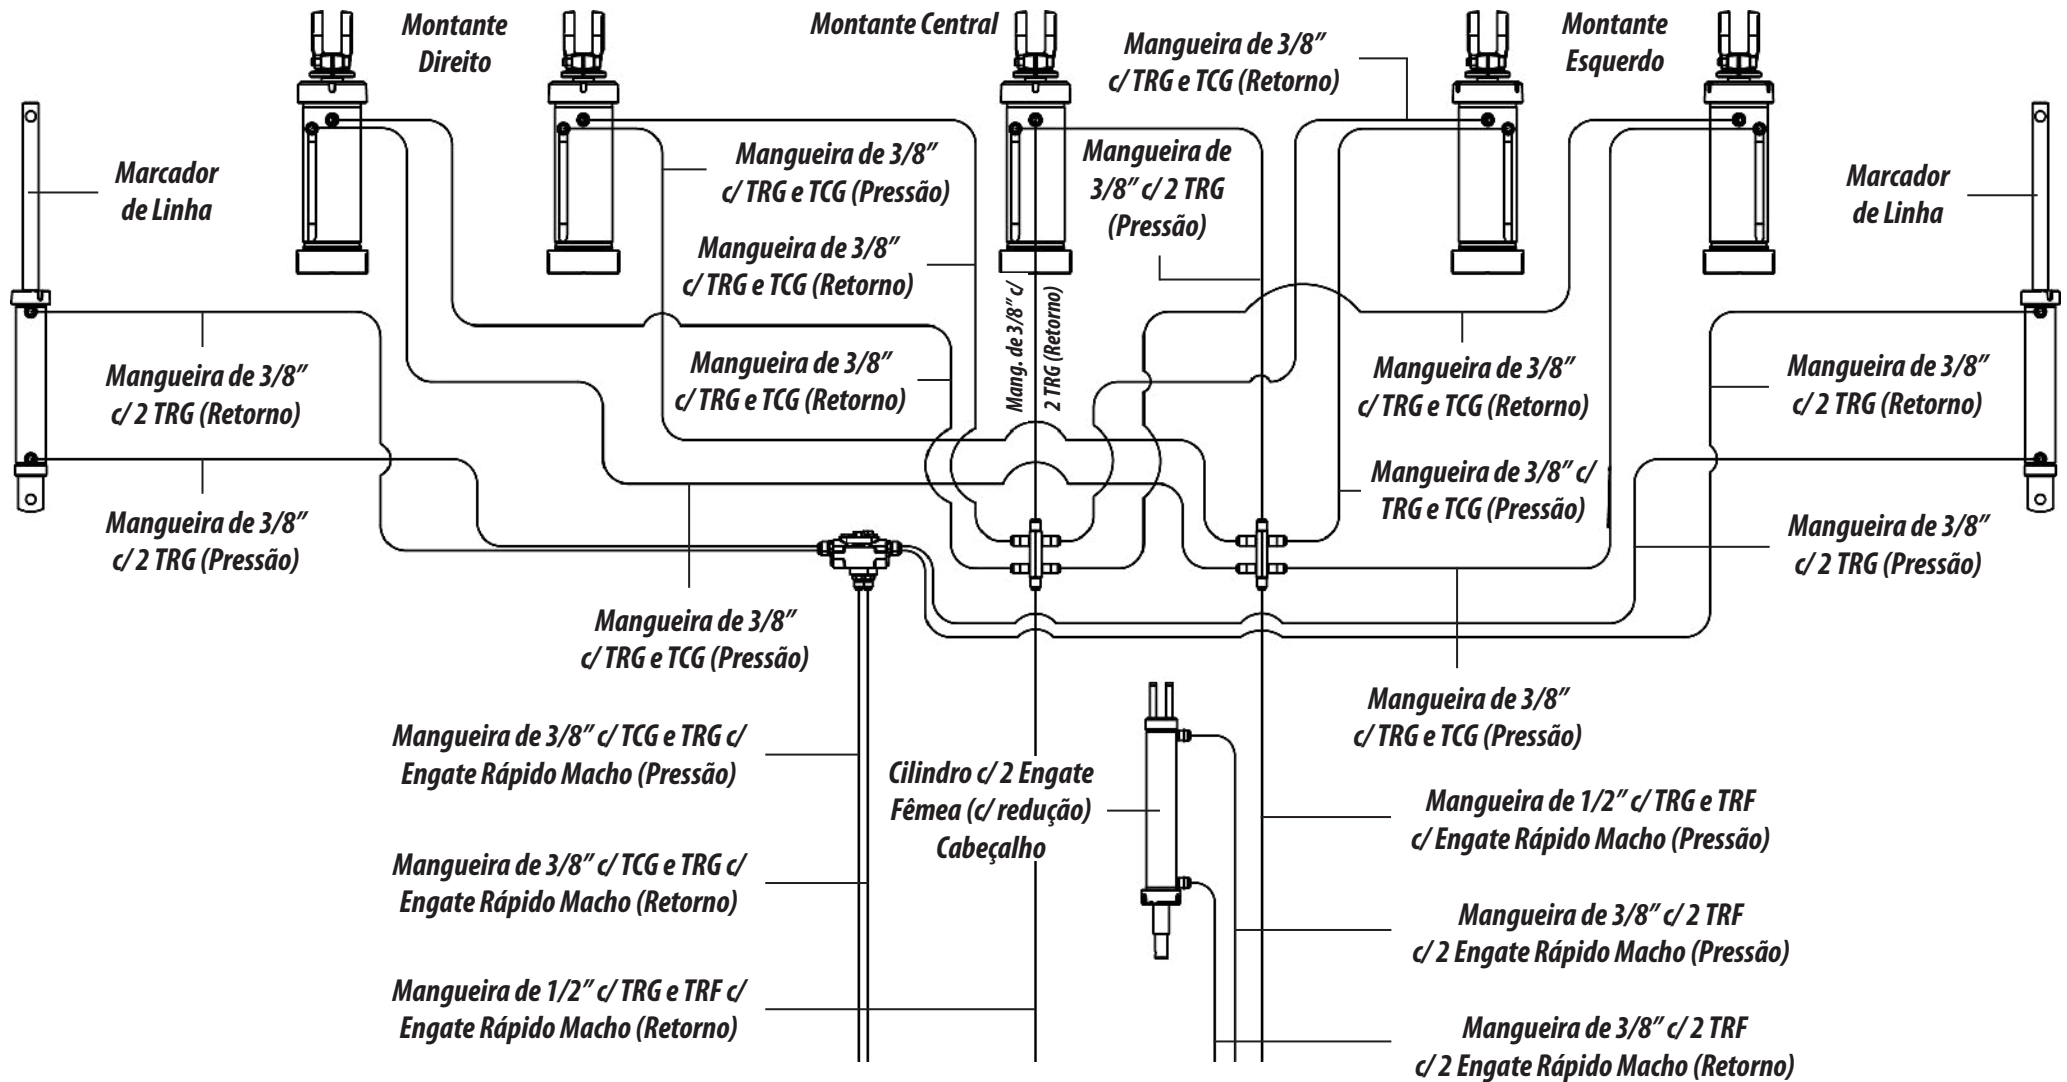 Montante
Direito
Montante Central
Mangueira de 3/8″
c/ TRG e TCG (Retorno)
Montante
Esquerdo
Marcador
de Linha
Mangueira de 3/8″
c/ TRG e TCG (Pressão)
Mangueira de
3/8″ c/ 2 TRG
(Pressão)
Marcador
de Linha
Mangueira de 3/8″
c/ TRG e TCG (Retorno)
Mang. de 3/8″ c/
2 TRG (Retorno)
Mangueira de 3/8″
c/ 2 TRG (Retorno)
Mangueira de 3/8″
c/ TRG e TCG (Retorno)
Mangueira de 3/8″
c/ TRG e TCG (Retorno)
Mangueira de 3/8″
c/ 2 TRG (Retorno)
Mangueira de 3/8″
c/ 2 TRG (Pressão)
Mangueira de 3/8″ c/
TRG e TCG (Pressão)
Mangueira de 3/8″
c/ 2 TRG (Pressão)
Mangueira de 3/8″
c/ TRG e TCG (Pressão)
Mangueira de 3/8″
c/ TRG e TCG (Pressão)
Mangueira de 3/8″ c/ TCG e TRG c/
Engate Rápido Macho (Pressão)
Cilindro c/ 2 Engate
Fêmea (c/ redução)
Cabeçalho
Mangueira de 1/2″ c/ TRG e TRF
c/ Engate Rápido Macho (Pressão)
Mangueira de 3/8″ c/ TCG e TRG c/
Engate Rápido Macho (Retorno)
Mangueira de 3/8″ c/ 2 TRF
c/ 2 Engate Rápido Macho (Pressão)
Mangueira de 1/2″ c/ TRG e TRF c/
Engate Rápido Macho (Retorno)
Mangueira de 3/8″ c/ 2 TRF
c/ 2 Engate Rápido Macho (Retorno)